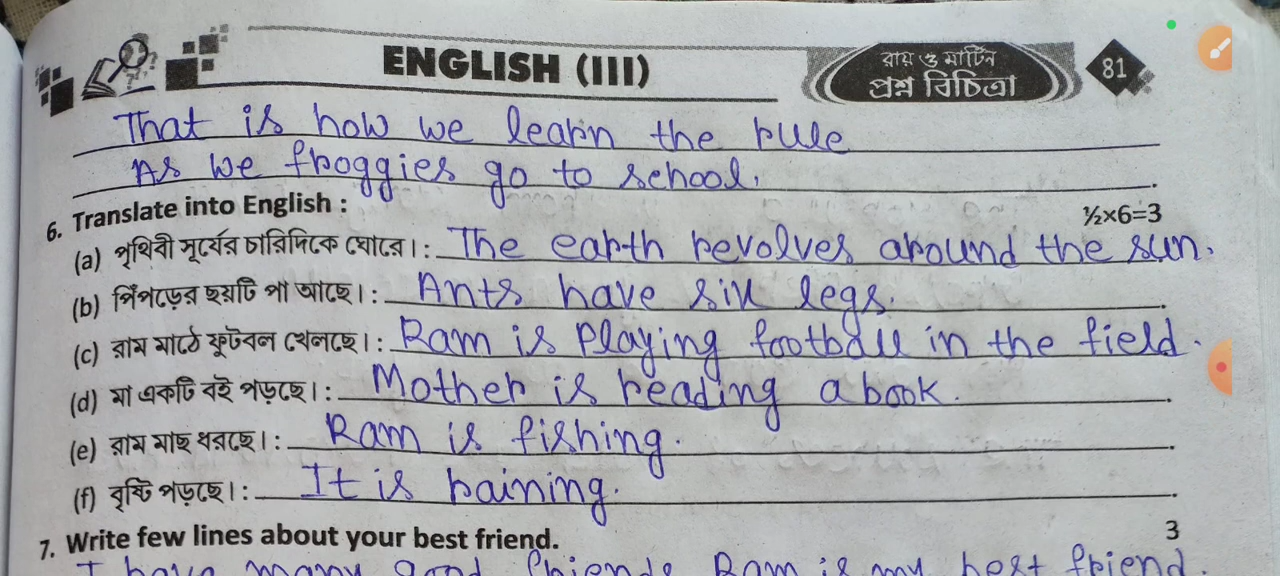 ENGLISH (III)
রায় ও মার্টিন
প্রশ্ন বিচিত্রা
81
That is how we learn the rule
As we froggies go to school.
6. Translate into English : ½×6=3
(a) পৃথিবী সূর্যের চারিদিকে ঘোরে। : The earth revolves around the sun.
(b) পিঁপড়ের ছয়টি পা আছে। : Ants have six legs.
(c) রাম মাঠে ফুটবল খেলছে। : Ram is playing football in the field.
(d) মা একটি বই পড়ছে। : Mother is reading a book.
(e) রাম মাছ ধরছে। : Ram is fishing.
(f) বৃষ্টি পড়ছে। : It is raining.
7. Write few lines about your best friend. 3
I have many good friends. Ram is my best friend.